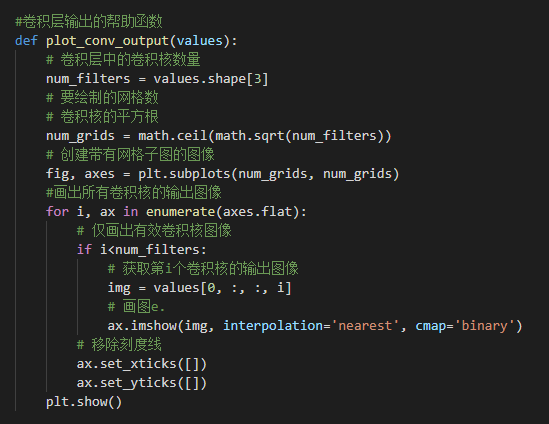 #卷积层输出的帮助函数
def plot_conv_output(values):
    # 卷积层中的卷积核数量
    num_filters = values.shape[3]
    # 要绘制的网格数
    # 卷积核的平方根
    num_grids = math.ceil(math.sqrt(num_filters))
    # 创建带有网格子图的图像
    fig, axes = plt.subplots(num_grids, num_grids)
    #画出所有卷积核的输出图像
    for i, ax in enumerate(axes.flat):
        # 仅画出有效卷积核图像
        if i<num_filters:
            # 获取第i个卷积核的输出图像
            img = values[0, :, :, i]
            # 画图e.
            ax.imshow(img, interpolation='nearest', cmap='binary')
        # 移除刻度线
        ax.set_xticks([])
        ax.set_yticks([])
    plt.show()